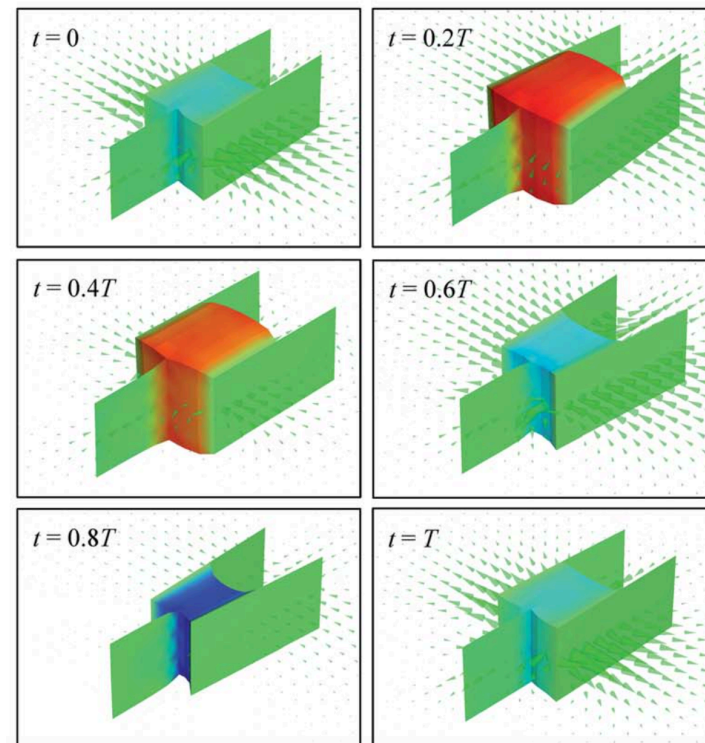 t = 0
t = 0.2T
t = 0.4T
t = 0.6T
t = 0.8T
t = T